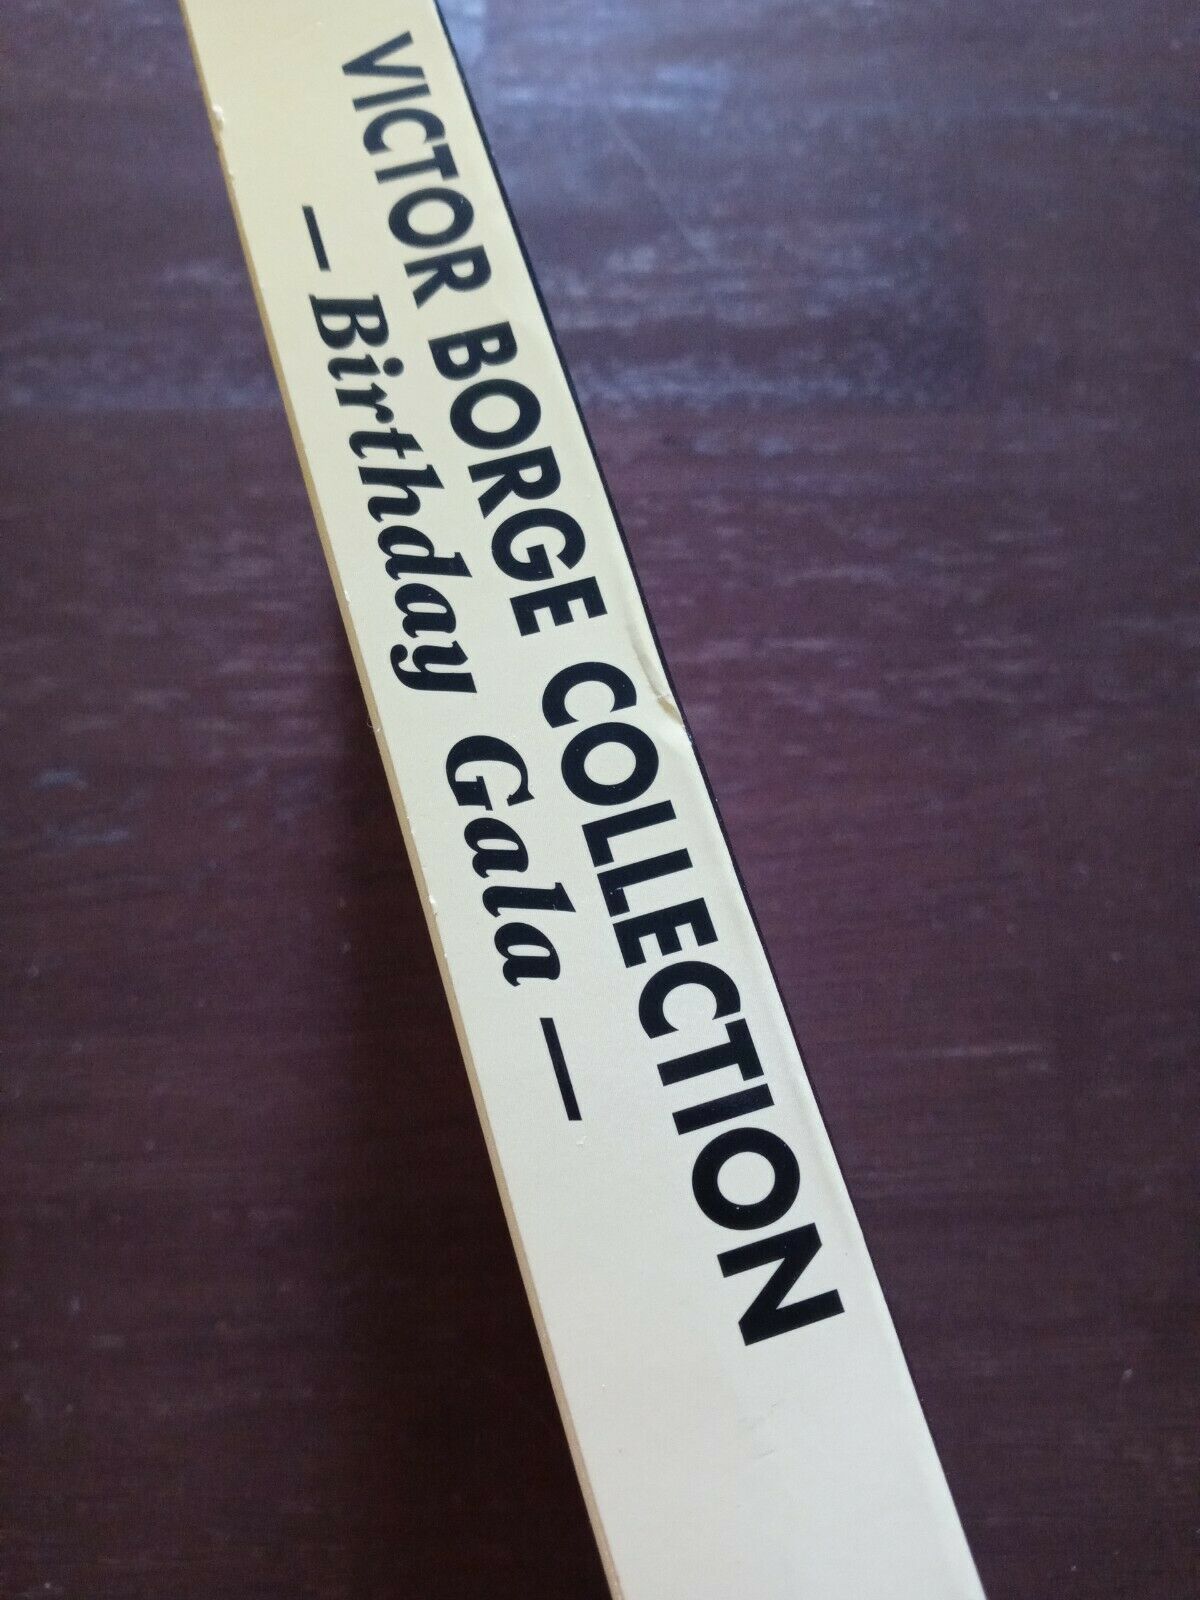 VICTOR BORGE COLLECTION
— Birthday Gala —